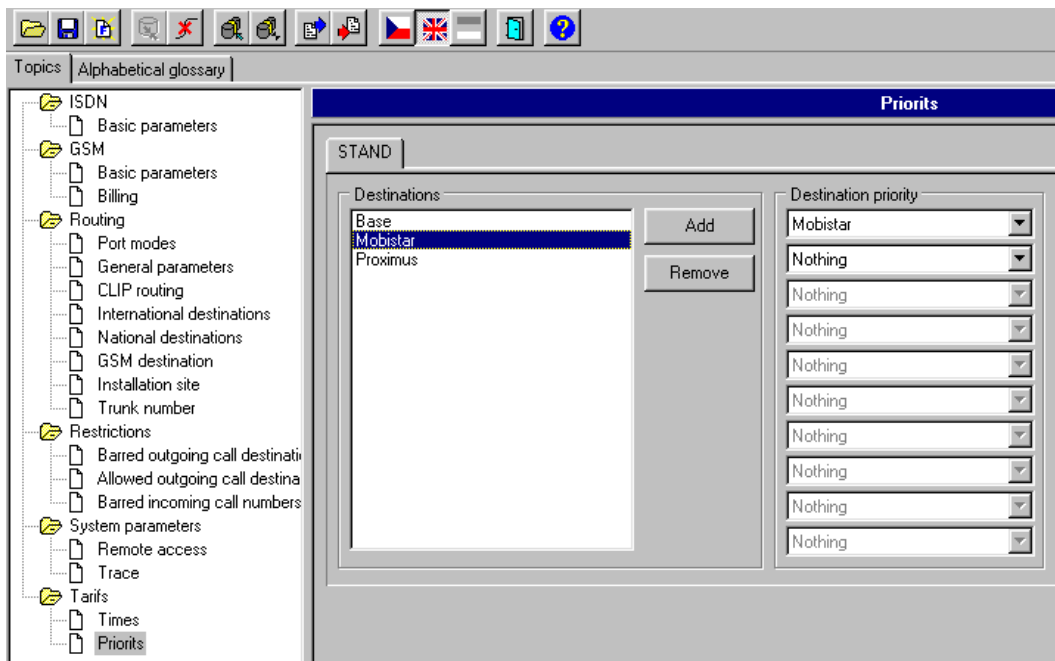 Topics
Alphabetical glossary
ISDN
Basic parameters
GSM
Basic parameters
Billing
Routing
Port modes
General parameters
CLIP routing
International destinations
National destinations
GSM destination
Installation site
Trunk number
Restrictions
Barred outgoing call destinati
Allowed outgoing call destina
Barred incoming call numbers
System parameters
Remote access
Trace
Tarifs
Times
Priorits
Priorits
STAND
Destinations
Base
Mobistar
Proximus
Add
Remove
Destination priority
Mobistar
Nothing
Nothing
Nothing
Nothing
Nothing
Nothing
Nothing
Nothing
Nothing